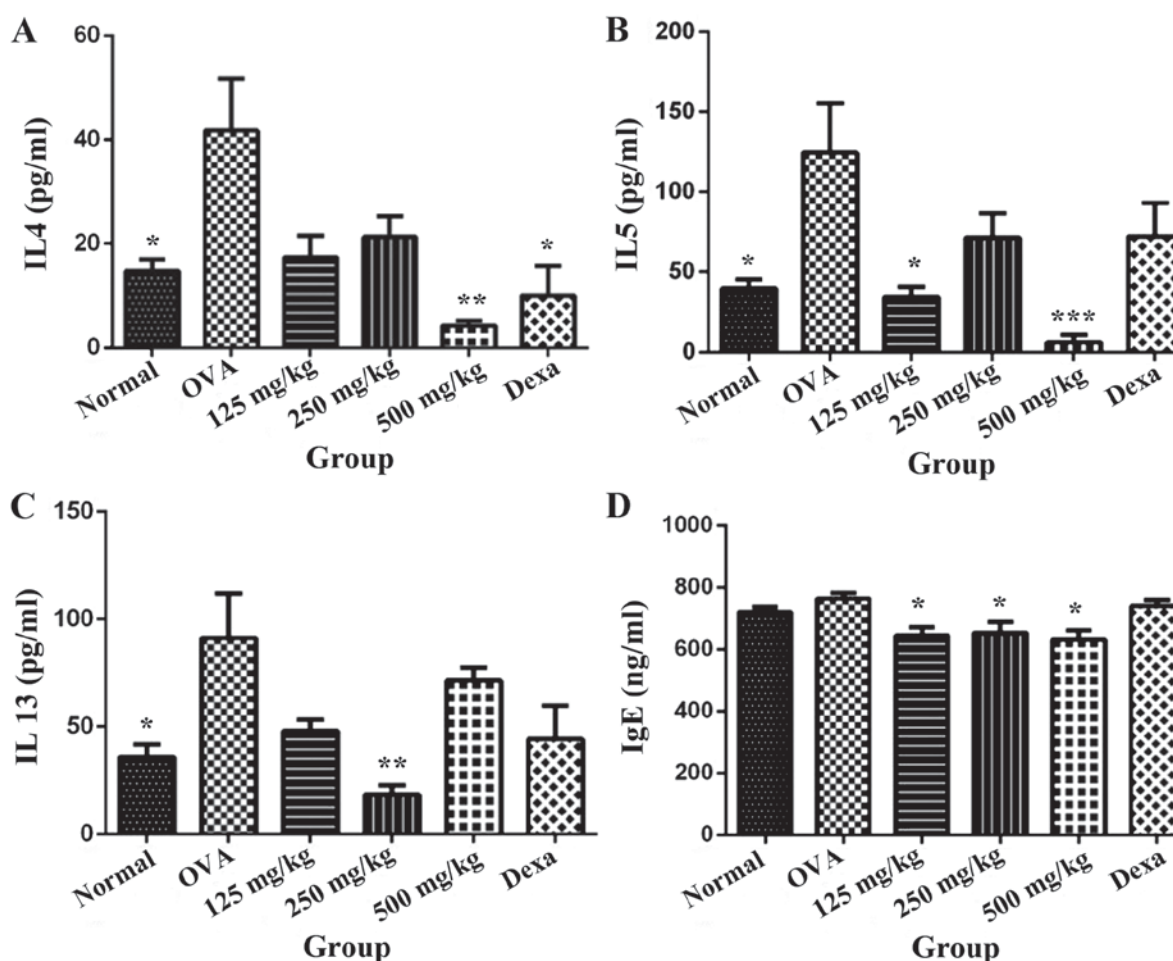 A
IL4 (pg/ml)
60
40
20
0
*
**
*
Normal
OVA
125 mg/kg
250 mg/kg
500 mg/kg
Dexa
Group
B
IL5 (pg/ml)
200
150
100
50
0
*
*
***
Normal
OVA
125 mg/kg
250 mg/kg
500 mg/kg
Dexa
Group
C
IL 13 (pg/ml)
150
100
50
0
*
**
Normal
OVA
125 mg/kg
250 mg/kg
500 mg/kg
Dexa
Group
D
IgE (ng/ml)
1000
800
600
400
200
0
*
*
*
Normal
OVA
125 mg/kg
250 mg/kg
500 mg/kg
Dexa
Group